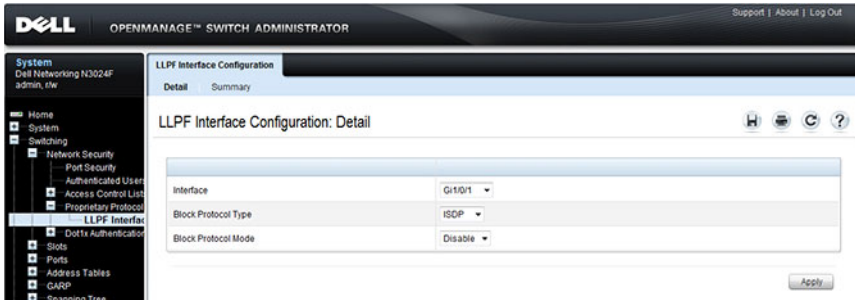 DELL OPENMANAGE™ SWITCH ADMINISTRATOR
Support | About | Log Out
System
Dell Networking N3024F
admin, r/w
Home
System
Switching
Network Security
Port Security
Authenticated Users
Access Control List
Proprietary Protocol
LLPF Interfac
Dot1x Authentication
Slots
Ports
Address Tables
GARP
Spanning Tree
LLPF Interface Configuration
Detail Summary
LLPF Interface Configuration: Detail
?
Interface Gi1/0/1
Block Protocol Type ISDP
Block Protocol Mode Disable
Apply